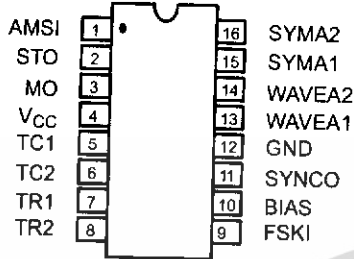 AMSI 1 16 SYMA2
STO 2 15 SYMA1
MO 3 14 WAVEA2
VCC 4 13 WAVEA1
TC1 5 12 GND
TC2 6 11 SYNCO
TR1 7 10 BIAS
TR2 8 9 FSKI